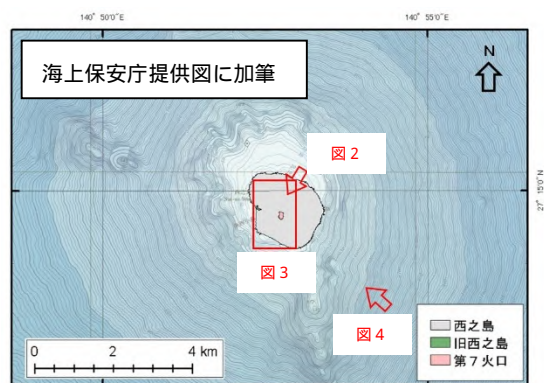 140° 50'0"E
140° 55'0"E
海上保安庁提供図に加筆
N
図2
27° 15'0"N
図3
図4
0 2 4 km
西之島
旧西之島
第7火口